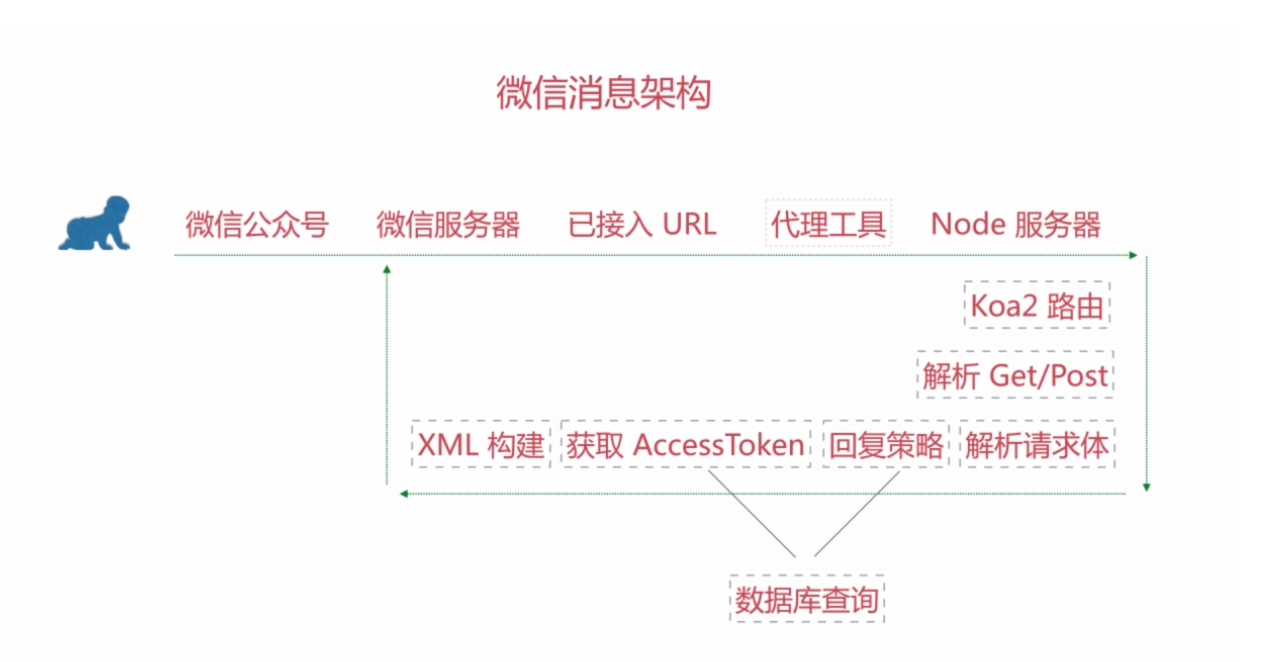 微信消息架构
微信公众号 微信服务器 已接入 URL 代理工具 Node 服务器
Koa2 路由
解析 Get/Post
XML 构建 获取 AccessToken 回复策略 解析请求体
数据库查询